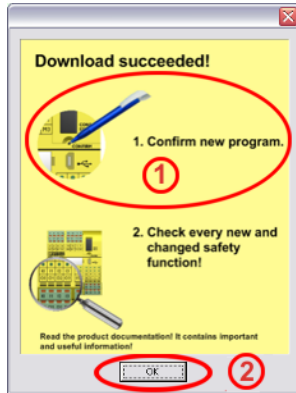 Download succeeded!
CONFIRM
1. Confirm new program.
1
2. Check every new and
changed safety
function!
Read the product documentation! It contains important
and useful information!
OK
2